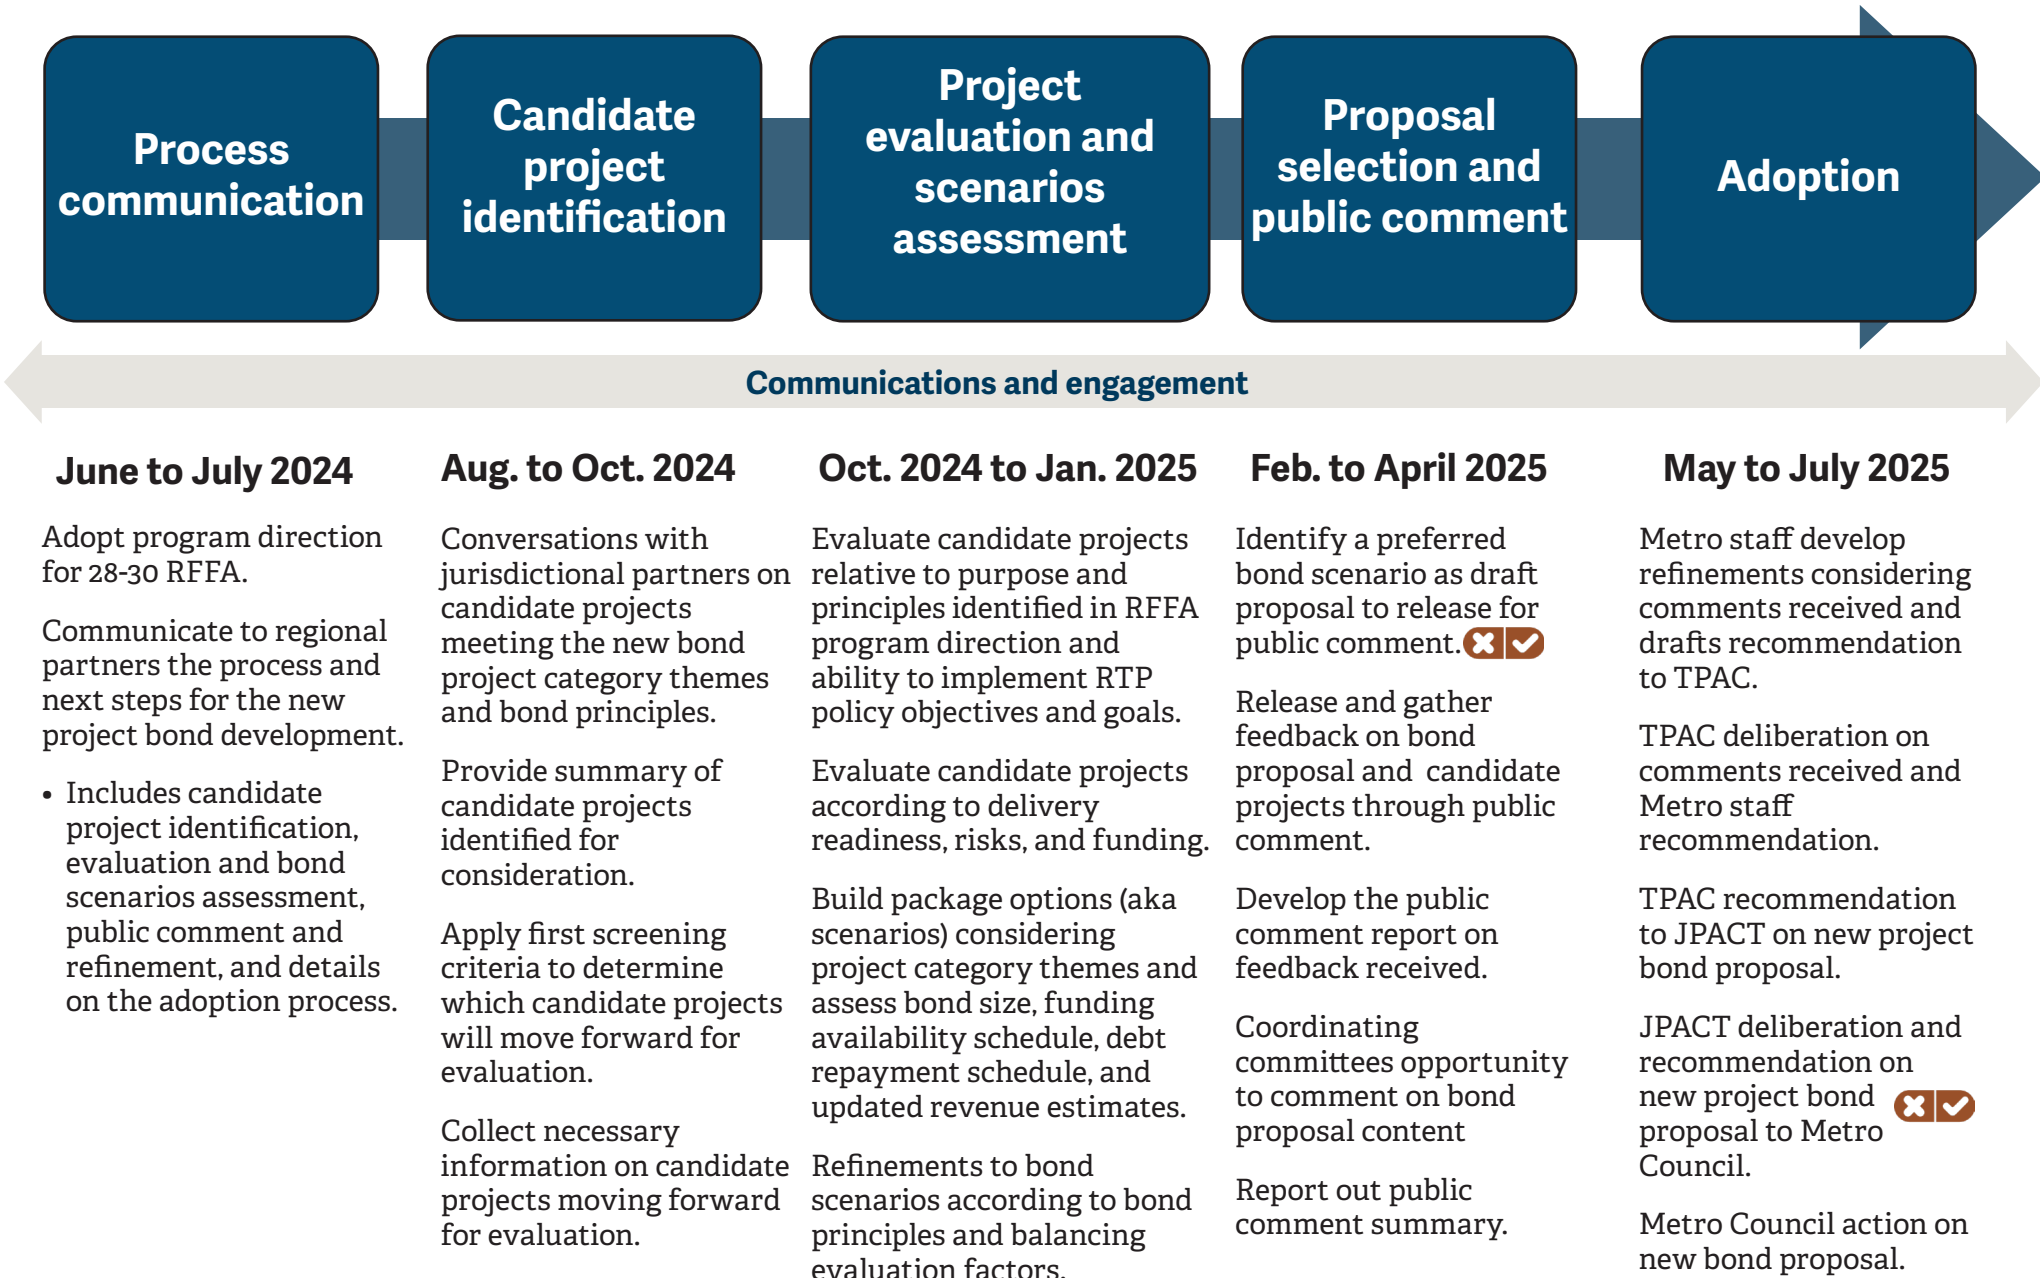 Process
communication
Candidate
project
identification
Project
evaluation and
scenarios
assessment
Proposal
selection and
public comment
Adoption
Communications and engagement
June to July 2024
Adopt program direction
for 28-30 RFFA.
Communicate to regional
partners the process and
next steps for the new
project bond development.
• Includes candidate
project identification,
evaluation and bond
scenarios assessment,
public comment and
refinement, and details
on the adoption process.
Aug. to Oct. 2024
Conversations with
jurisdictional partners on
candidate projects
meeting the new bond
project category themes
and bond principles.
Provide summary of
candidate projects
identified for
consideration.
Apply first screening
criteria to determine
which candidate projects
will move forward for
evaluation.
Collect necessary
information on candidate
projects moving forward
for evaluation.
Oct. 2024 to Jan. 2025
Evaluate candidate projects
relative to purpose and
principles identified in RFFA
program direction and
ability to implement RTP
policy objectives and goals.
Evaluate candidate projects
according to delivery
readiness, risks, and funding.
Build package options (aka
scenarios) considering
project category themes and
assess bond size, funding
availability schedule, debt
repayment schedule, and
updated revenue estimates.
Refinements to bond
scenarios according to bond
principles and balancing
evaluation factors.
Feb. to April 2025
Identify a preferred
bond scenario as draft
proposal to release for
public comment.
Release and gather
feedback on bond
proposal and candidate
projects through public
comment.
Develop the public
comment report on
feedback received.
Coordinating
committees opportunity
to comment on bond
proposal content
Report out public
comment summary.
May to July 2025
Metro staff develop
refinements considering
comments received and
drafts recommendation
to TPAC.
TPAC deliberation on
comments received and
Metro staff
recommendation.
TPAC recommendation
to JPACT on new project
bond proposal.
JPACT deliberation and
recommendation on
new project bond
proposal to Metro
Council.
Metro Council action on
new bond proposal.